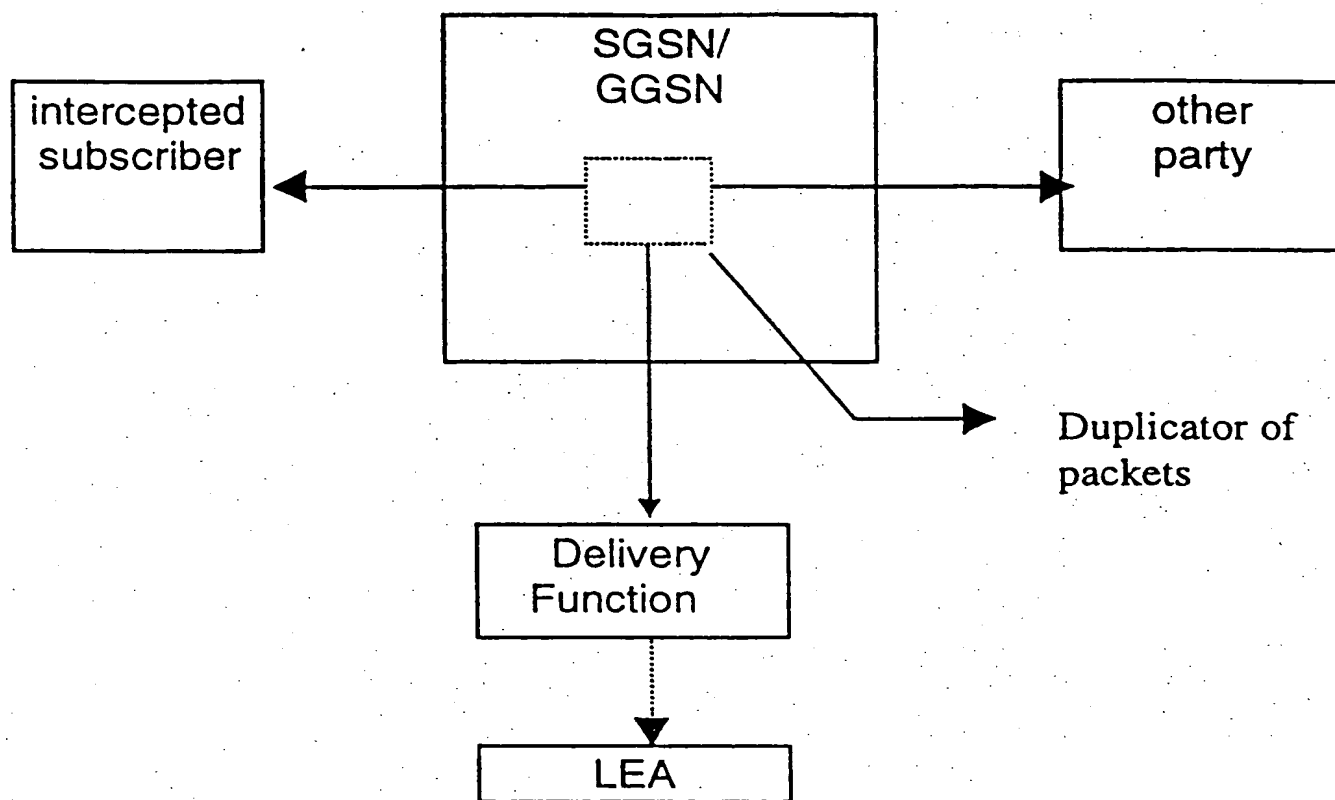 SGSN/
GGSN
intercepted
subscriber
other
party
Duplicator of
packets
Delivery
Function
LEA